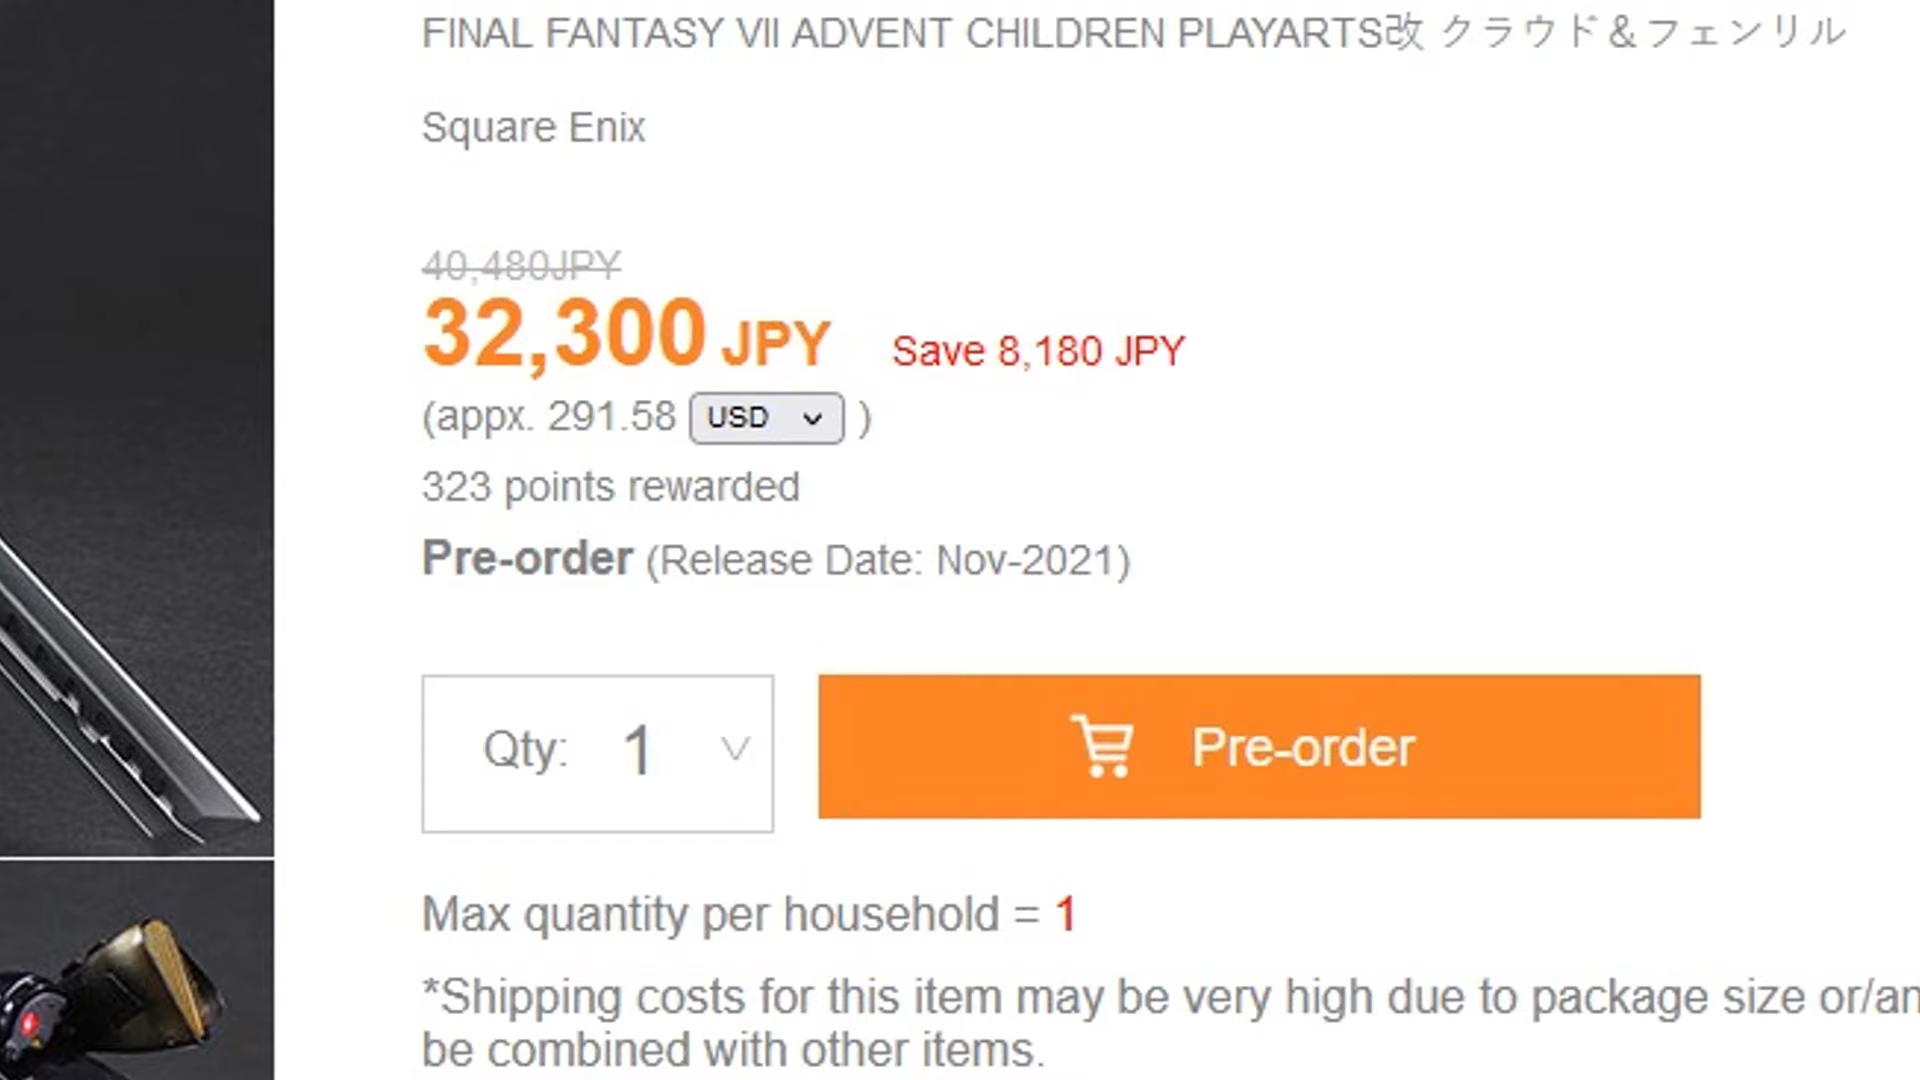 FINAL FANTASY VII ADVENT CHILDREN PLAYARTS改 クラウド＆フェンリル
Square Enix
40,480JPY
32,300 JPY Save 8,180 JPY
(appx. 291.58 USD )
323 points rewarded
Pre-order (Release Date: Nov-2021)
Qty: 1 Pre-order
Max quantity per household = 1
*Shipping costs for this item may be very high due to package size or/an
be combined with other items.